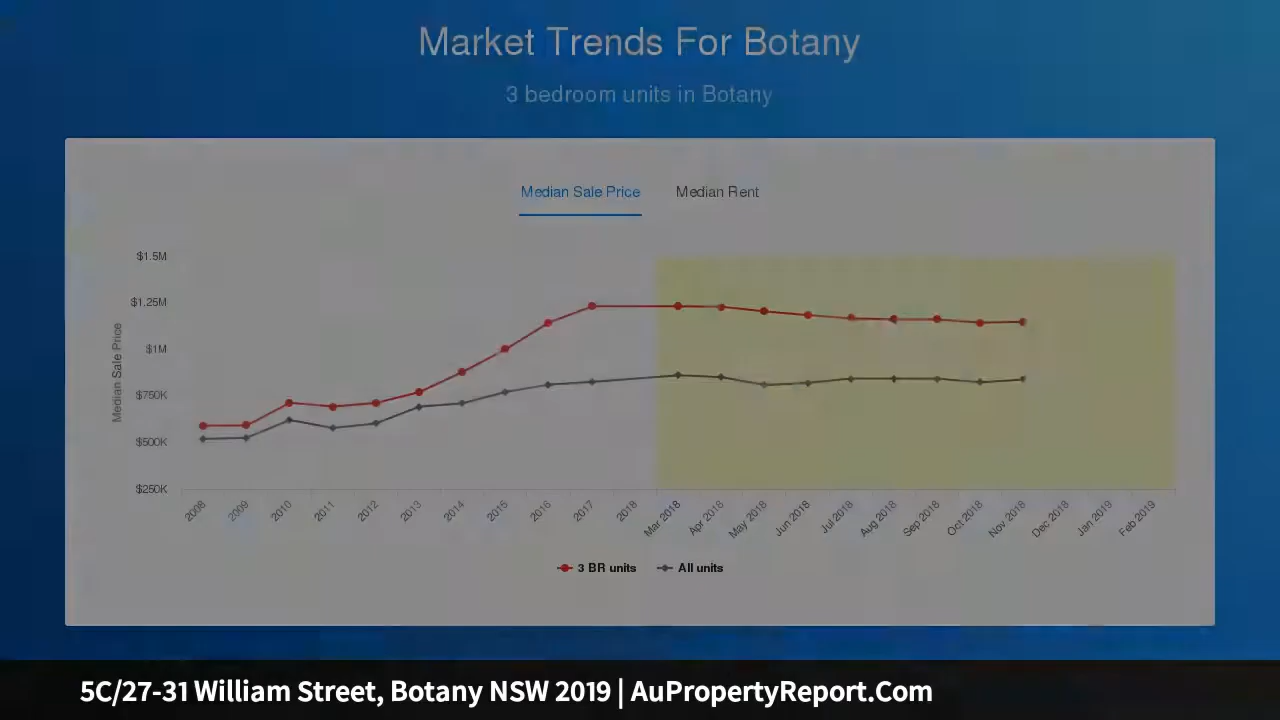 Market Trends For Botany
3 bedroom units in Botany
Median Sale Price Median Rent
$1.5M
$1.25M
$1M
$750K
$500K
$250K
Median Sale Price
2008 2009 2010 2011 2012 2013 2014 2015 2016 2017 2018 Mar 2018 Apr 2018 May 2018 Jun 2018 Jul 2018 Aug 2018 Sep 2018 Oct 2018 Nov 2018 Dec 2018 Jan 2019 Feb 2019
3 BR units All units
5C/27-31 William Street, Botany NSW 2019 | AuPropertyReport.Com